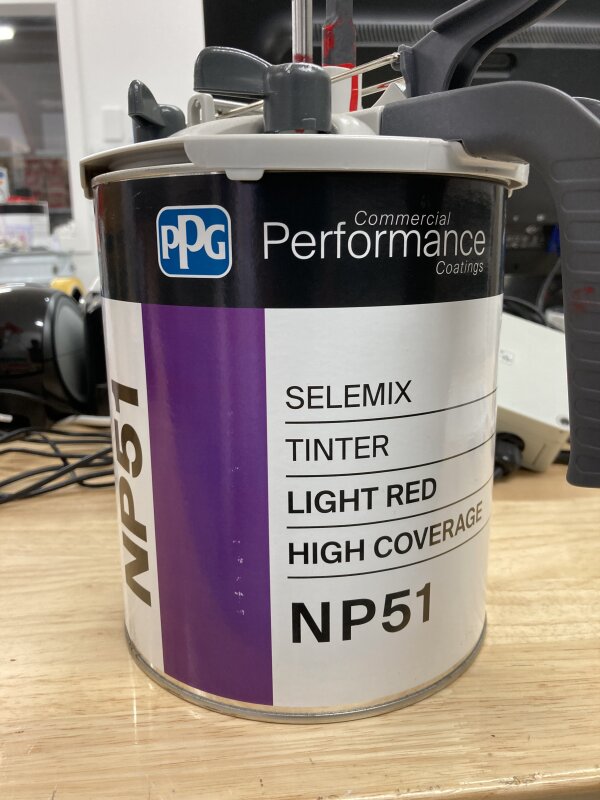 PPG
Commercial
Performance
Coatings
SELEMIX
TINTER
LIGHT RED
HIGH COVERAGE
NP51
NP51